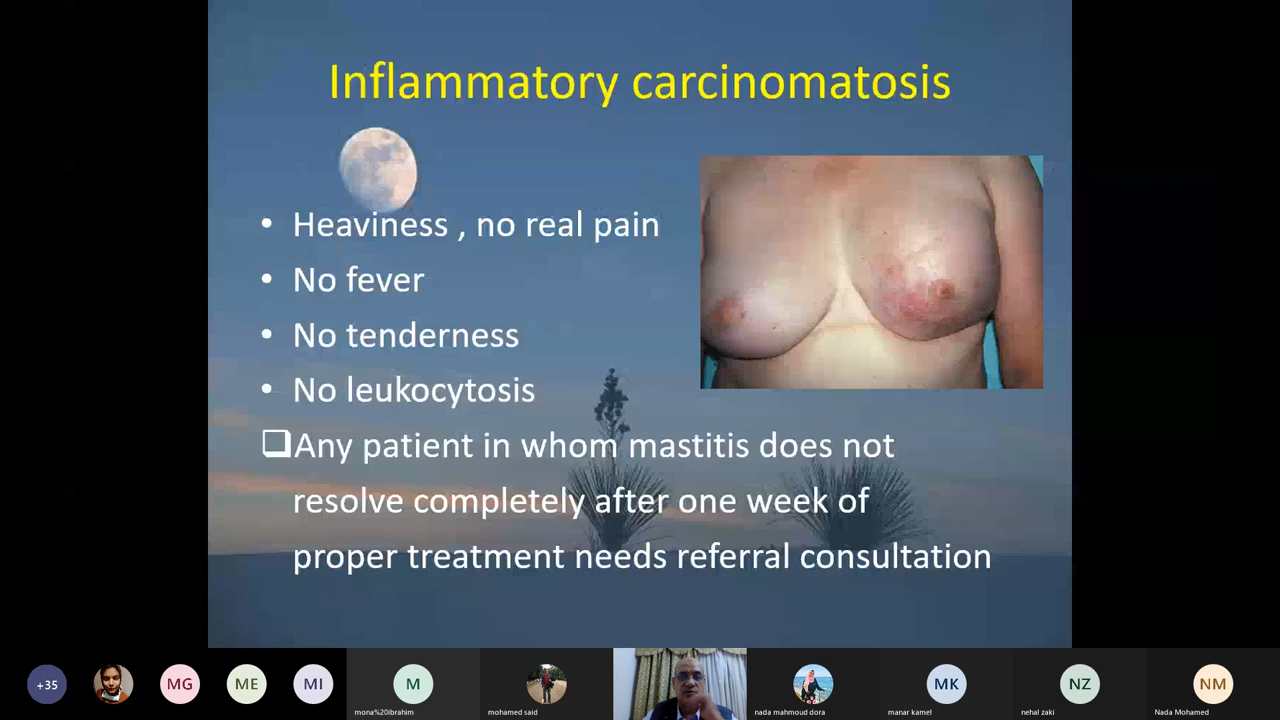 Inflammatory carcinomatosis
• Heaviness , no real pain
• No fever
• No tenderness
• No leukocytosis
❑Any patient in whom mastitis does not
resolve completely after one week of
proper treatment needs referral consultation
+35
MG
ME
MI
M
MK
NZ
NM
mona%20ibrahim
mohamed said
nada mahmoud dora
manar kamel
nehal zaki
Nada Mohamed